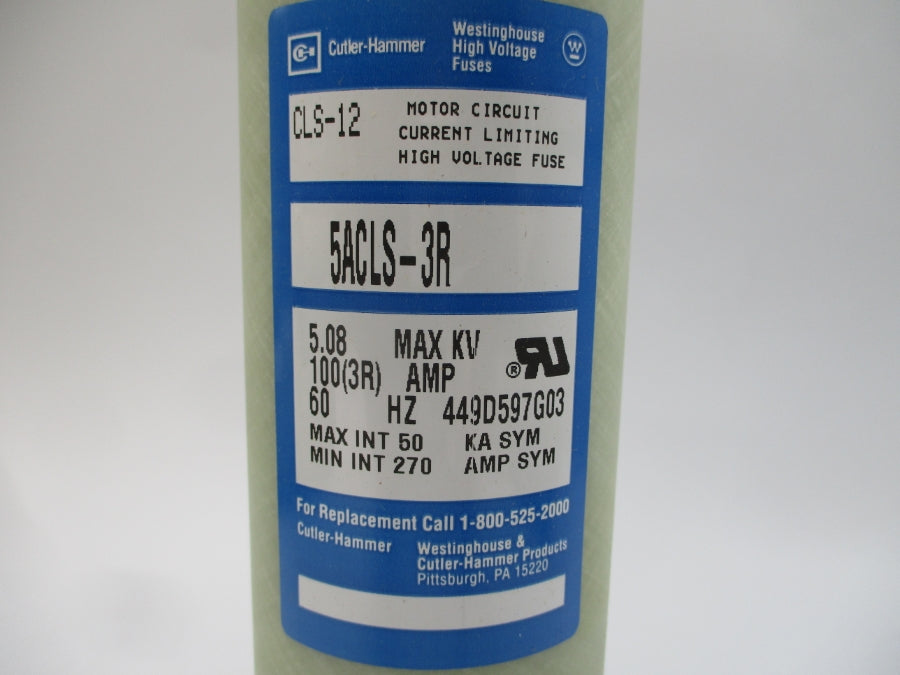 Cutler-Hammer
Westinghouse
High Voltage
Fuses
W
CLS-12
MOTOR CIRCUIT
CURRENT LIMITING
HIGH VOLTAGE FUSE
5ACLS-3R
5.08 MAX KV
100(3R) AMP
60 HZ 449D597G03
MAX INT 50 KA SYM
MIN INT 270 AMP SYM
For Replacement Call 1-800-525-2000
Cutler-Hammer
Westinghouse &
Cutler-Hammer Products
Pittsburgh, PA 15220